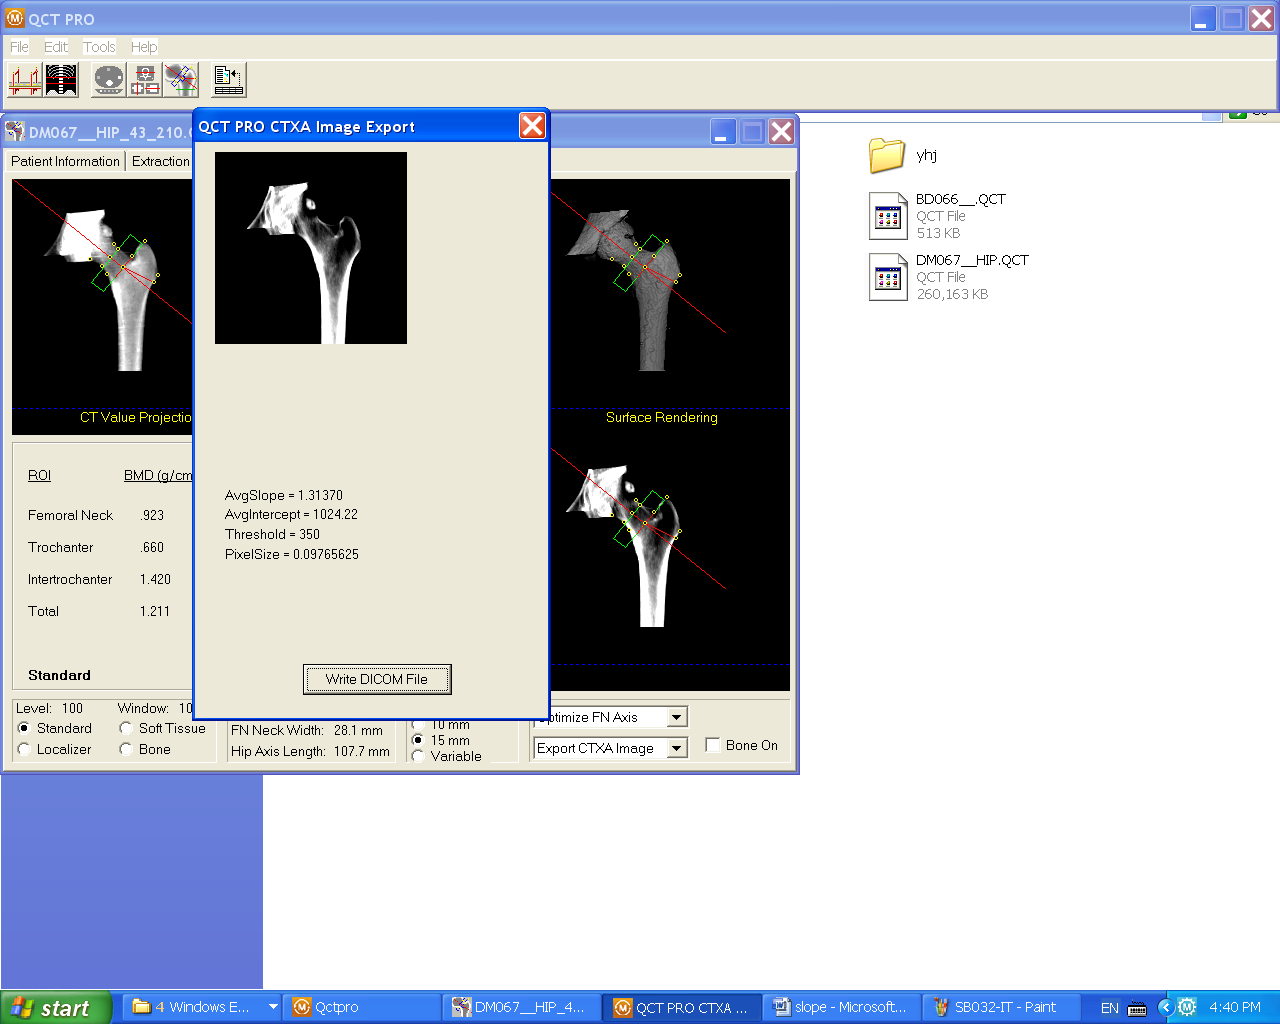 QCT PRO
File Edit Tools Help
DM067__HIP_43_210.
QCT PRO CTXA Image Export
Patient Information Extraction
CT Value Projectio
Surface Rendering
ROI BMD (g/cm
Femoral Neck .923
Trochanter .660
Intertrochanter 1.420
Total 1.211
Standard
AvgSlope = 1.31370
AvgIntercept = 1024.22
Threshold = 350
PixelSize = 0.09765625
Write DICOM File
Level: 100 Window: 10
Standard Soft Tissue
Localizer Bone
FN Neck Width: 28.1 mm
Hip Axis Length: 107.7 mm
10 mm
15 mm
Variable
ptimize FN Axis
Export CTXA Image
Bone On
yhj
BD066__.QCT
QCT File
513 KB
DM067__HIP.QCT
QCT File
260,163 KB
start
4 Windows E...
Qctpro
DM067__HIP_4...
QCT PRO CTXA ...
slope - Microsoft...
SB032-IT - Paint
EN
4:40 PM